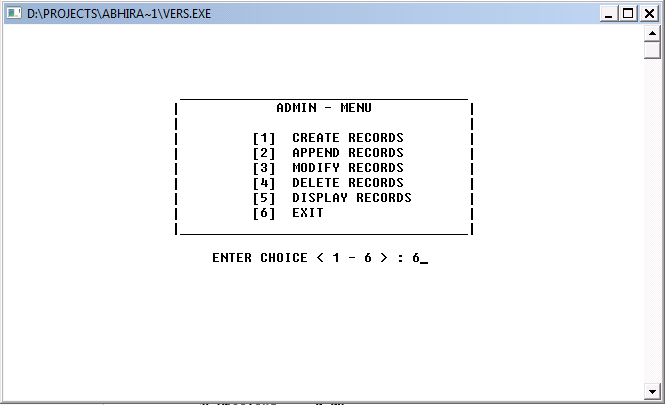 D:\PROJECTS\ABHIRA~1\VERS.EXE
ADMIN - MENU
[1] CREATE RECORDS
[2] APPEND RECORDS
[3] MODIFY RECORDS
[4] DELETE RECORDS
[5] DISPLAY RECORDS
[6] EXIT
ENTER CHOICE < 1 - 6 > : 6_